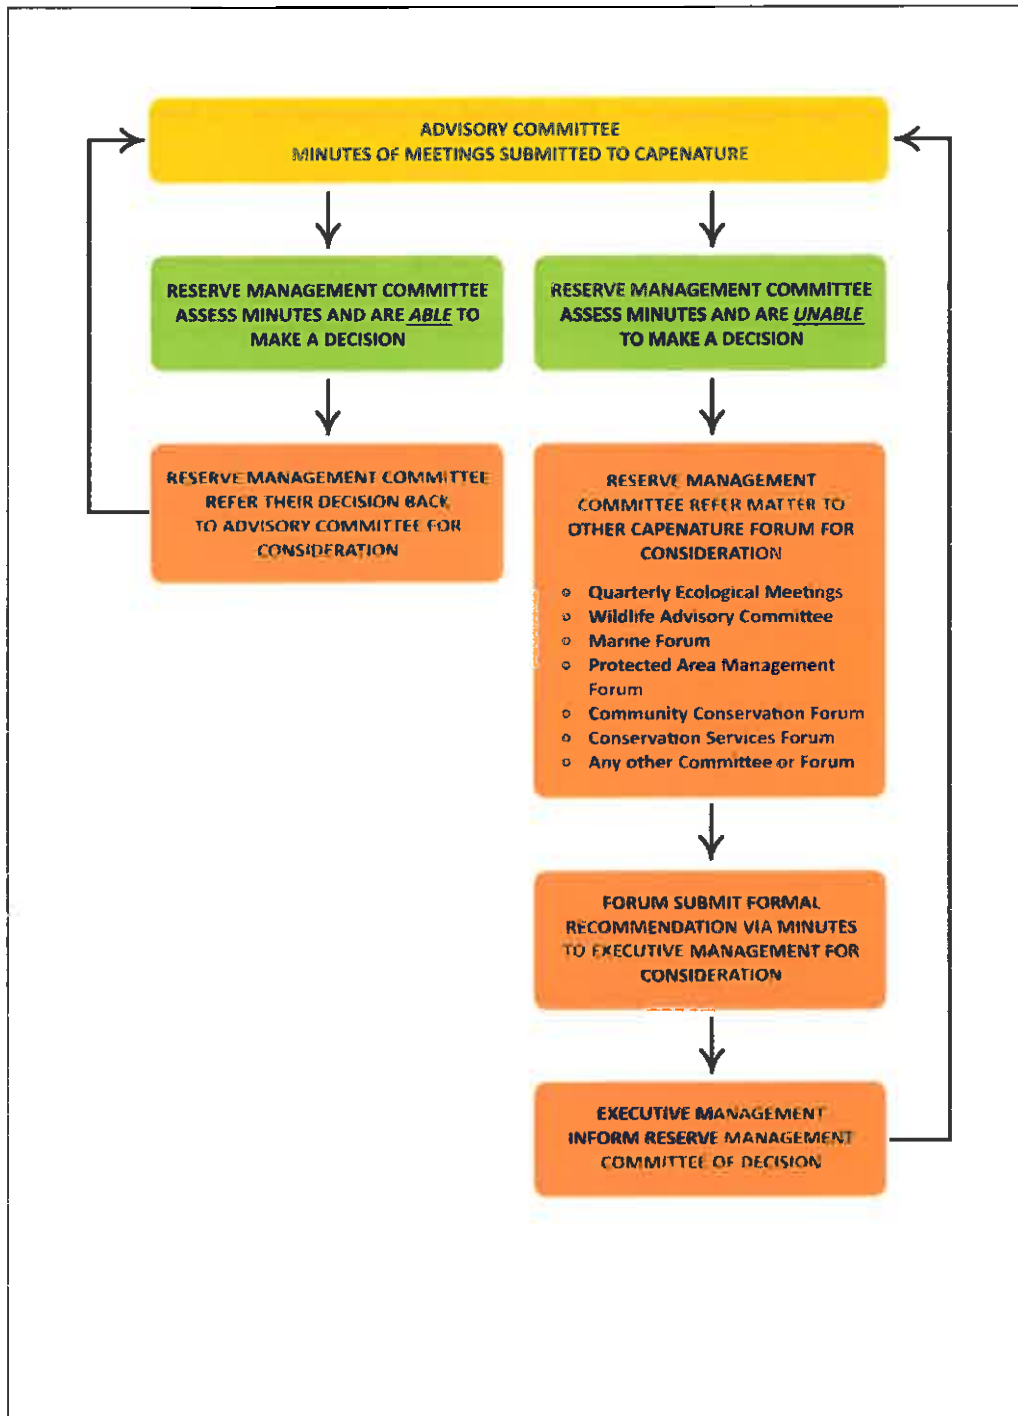 ADVISORY COMMITTEE
MINUTES OF MEETINGS SUBMITTED TO CAPENATURE
RESERVE MANAGEMENT COMMITTEE
ASSESS MINUTES AND ARE ABLE TO
MAKE A DECISION
RESERVE MANAGEMENT COMMITTEE
ASSESS MINUTES AND ARE UNABLE
TO MAKE A DECISION
RESERVE MANAGEMENT COMMITTEE
REFER THEIR DECISION BACK
TO ADVISORY COMMITTEE FOR
CONSIDERATION
RESERVE MANAGEMENT
COMMITTEE REFER MATTER TO
OTHER CAPENATURE FORUM FOR
CONSIDERATION
o Quarterly Ecological Meetings
o Wildlife Advisory Committee
o Marine Forum
o Protected Area Management
Forum
o Community Conservation Forum
o Conservation Services Forum
o Any other Committee or Forum
FORUM SUBMIT FORMAL
RECOMMENDATION VIA MINUTES
TO EXECUTIVE MANAGEMENT FOR
CONSIDERATION
EXECUTIVE MANAGEMENT
INFORM RESERVE MANAGEMENT
COMMITTEE OF DECISION